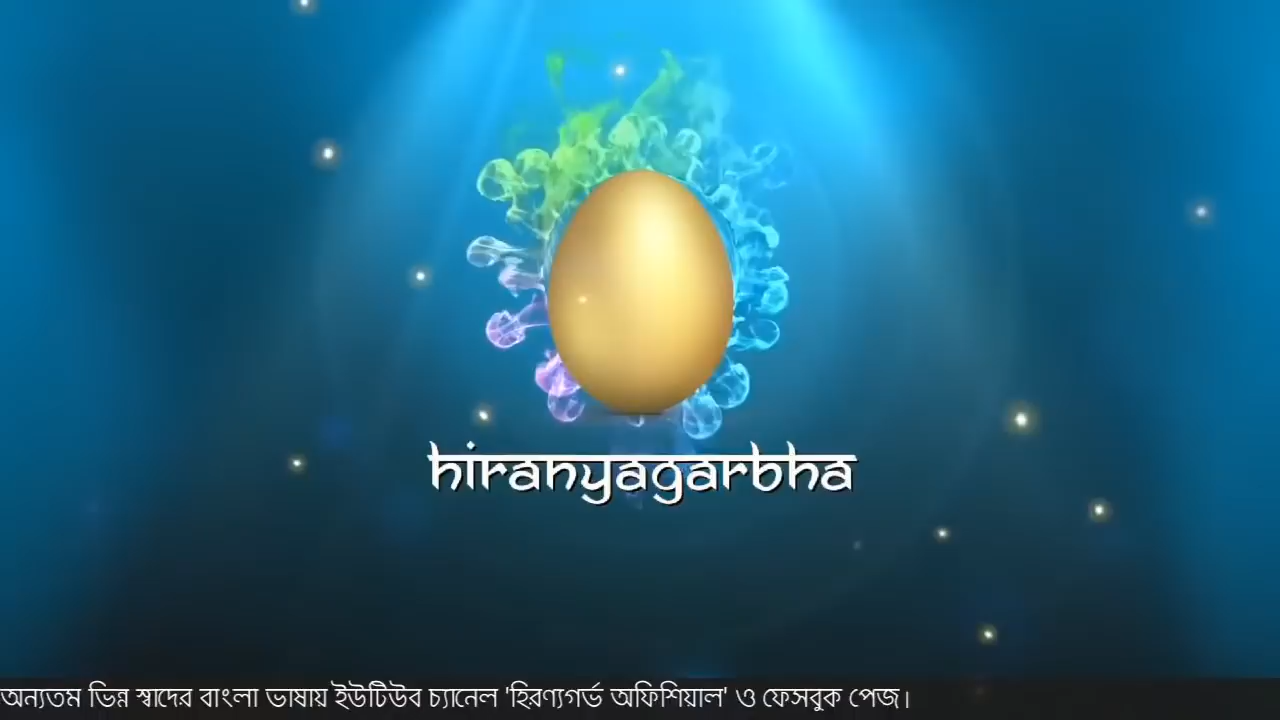 hiranyagarbha
অন্যতম ভিন্ন স্বাদের বাংলা ভাষায় ইউটিউব চ্যানেল 'হিরণ্যগর্ভ অফিশিয়াল' ও ফেসবুক পেজ।